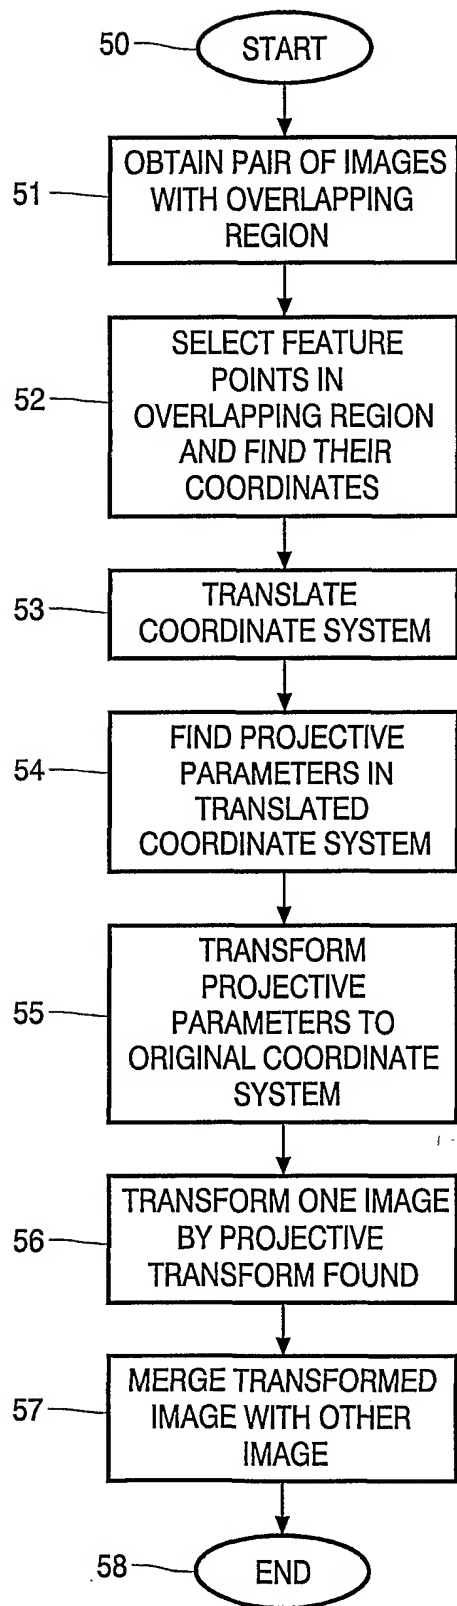 50
START
51
OBTAIN PAIR OF IMAGES
WITH OVERLAPPING
REGION
52
SELECT FEATURE
POINTS IN
OVERLAPPING REGION
AND FIND THEIR
COORDINATES
53
TRANSLATE
COORDINATE SYSTEM
54
FIND PROJECTIVE
PARAMETERS IN
TRANSLATED
COORDINATE SYSTEM
55
TRANSFORM
PROJECTIVE
PARAMETERS TO
ORIGINAL COORDINATE
SYSTEM
56
TRANSFORM ONE IMAGE
BY PROJECTIVE
TRANSFORM FOUND
57
MERGE TRANSFORMED
IMAGE WITH OTHER
IMAGE
58
END